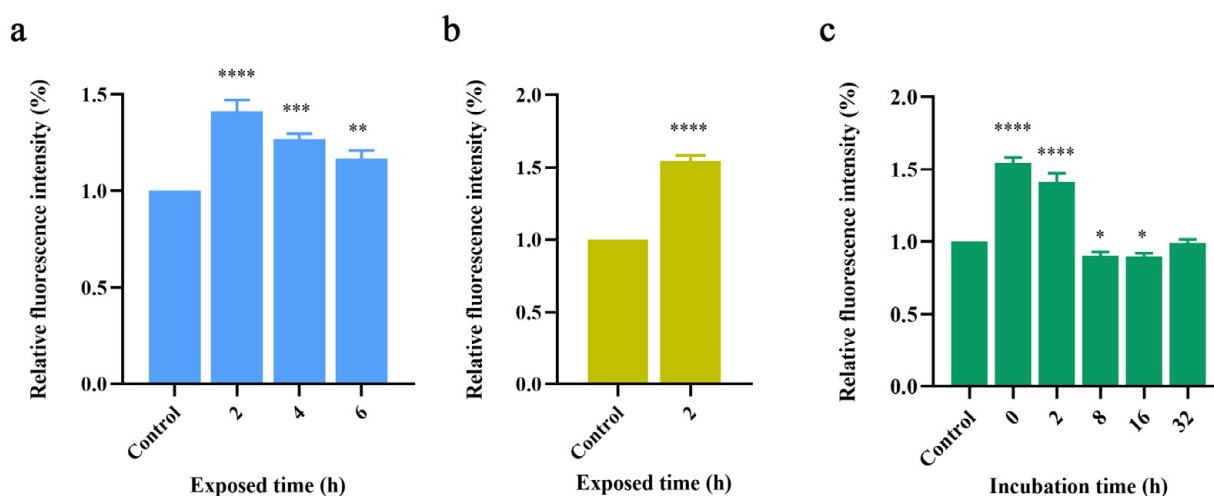 a
Relative fluorescence intensity (%)
1.5
1.0
0.5
0.0
****
***
**
Control
2
4
6
Exposed time (h)
b
Relative fluorescence intensity (%)
2.0
1.5
1.0
0.5
0.0
****
Control
2
Exposed time (h)
c
Relative fluorescence intensity (%)
2.0
1.5
1.0
0.5
0.0
****
****
*
*
Control
0
2
8
16
32
Incubation time (h)